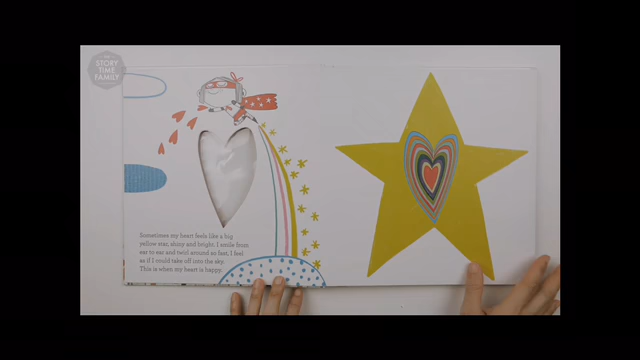 STORY
TIME
FAMILY
Sometimes my heart feels like a big
yellow star, shiny and bright. I smile from
ear to ear and twirl around so fast, I feel
as if I could take off into the sky.
This is when my heart is happy.